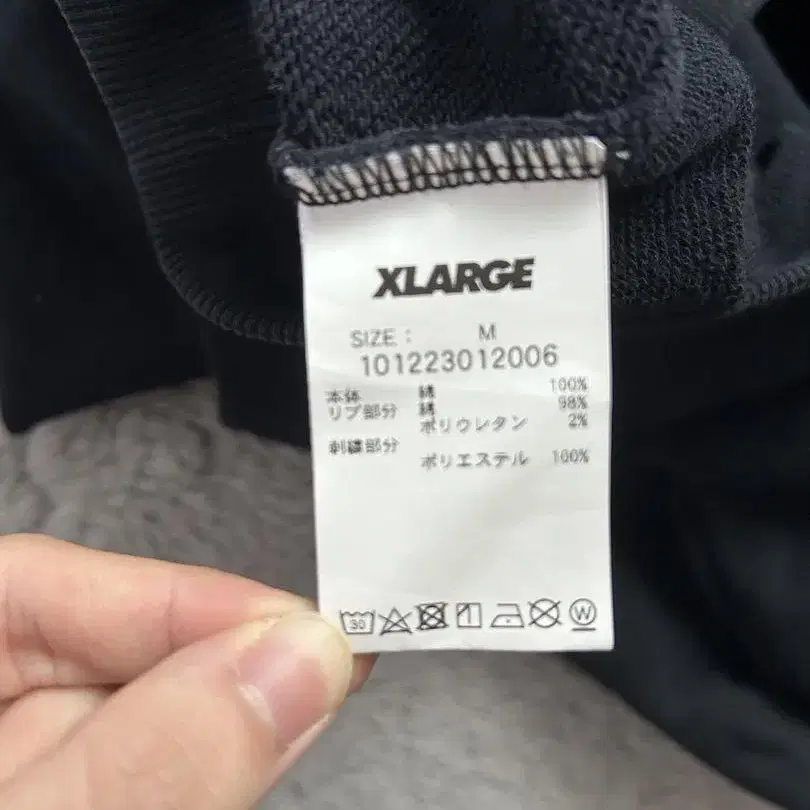 XLARGE
SIZE : M
101223012006
本体 綿 100%
リブ部分 綿 98%
ポリウレタン 2%
刺繍部分
ポリエステル 100%
30
W